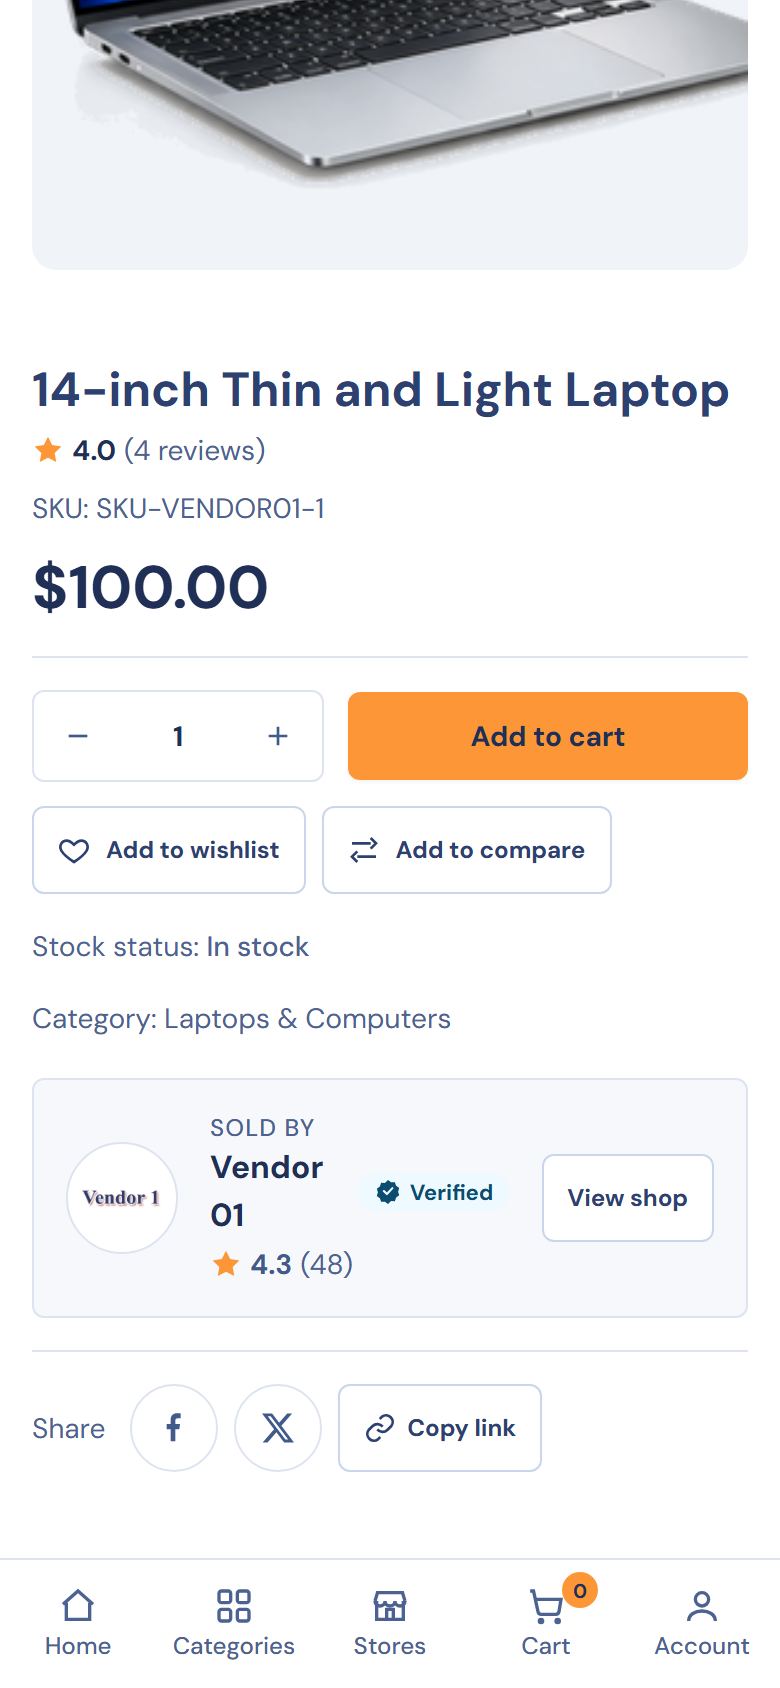 14-inch Thin and Light Laptop
4.0 (4 reviews)
SKU: SKU-VENDOR01-1
$100.00
− 1 + Add to cart
Add to wishlist Add to compare
Stock status: In stock
Category: Laptops & Computers
Vendor 1
SOLD BY
Vendor
01
Verified
4.3 (48)
View shop
Share Copy link
0
Home Categories Stores Cart Account